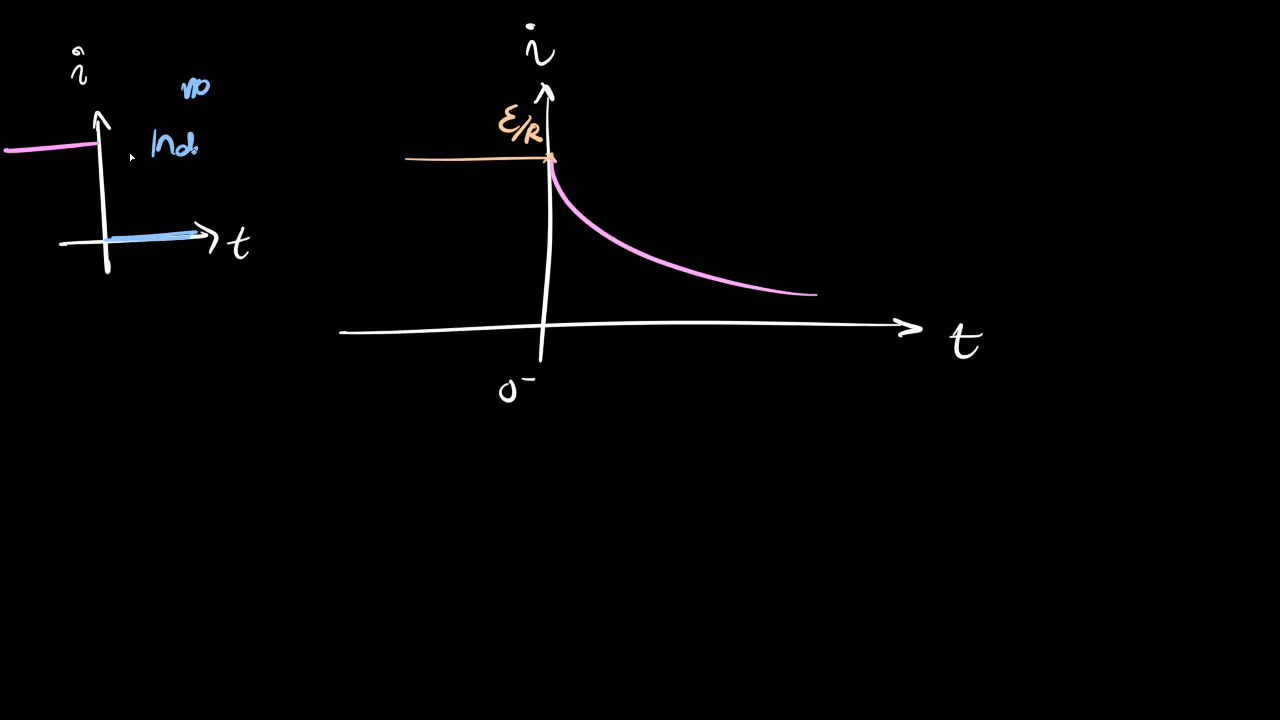 i
no
Ind.
t
i
ε/R
t
0⁻